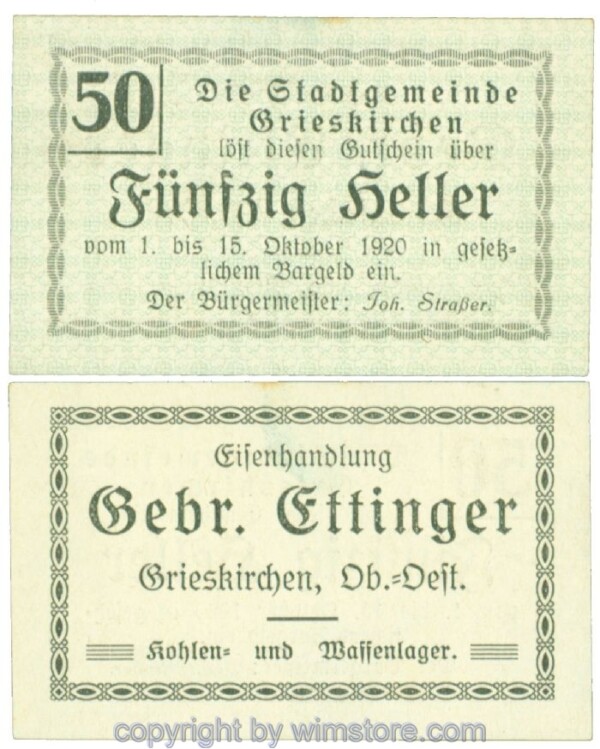 50
Die Stadtgemeinde
Grieskirchen
löst diesen Gutschein über
Fünfzig Heller
vom 1. bis 15. Oktober 1920 in gesetz-
lichem Bargeld ein.
Der Bürgermeister: Joh. Straßer.
Eisenhandlung
Gebr. Ettinger
Grieskirchen, Ob.-Oest.
Kohlen- und Waffenlager.
copyright by wimstore.com